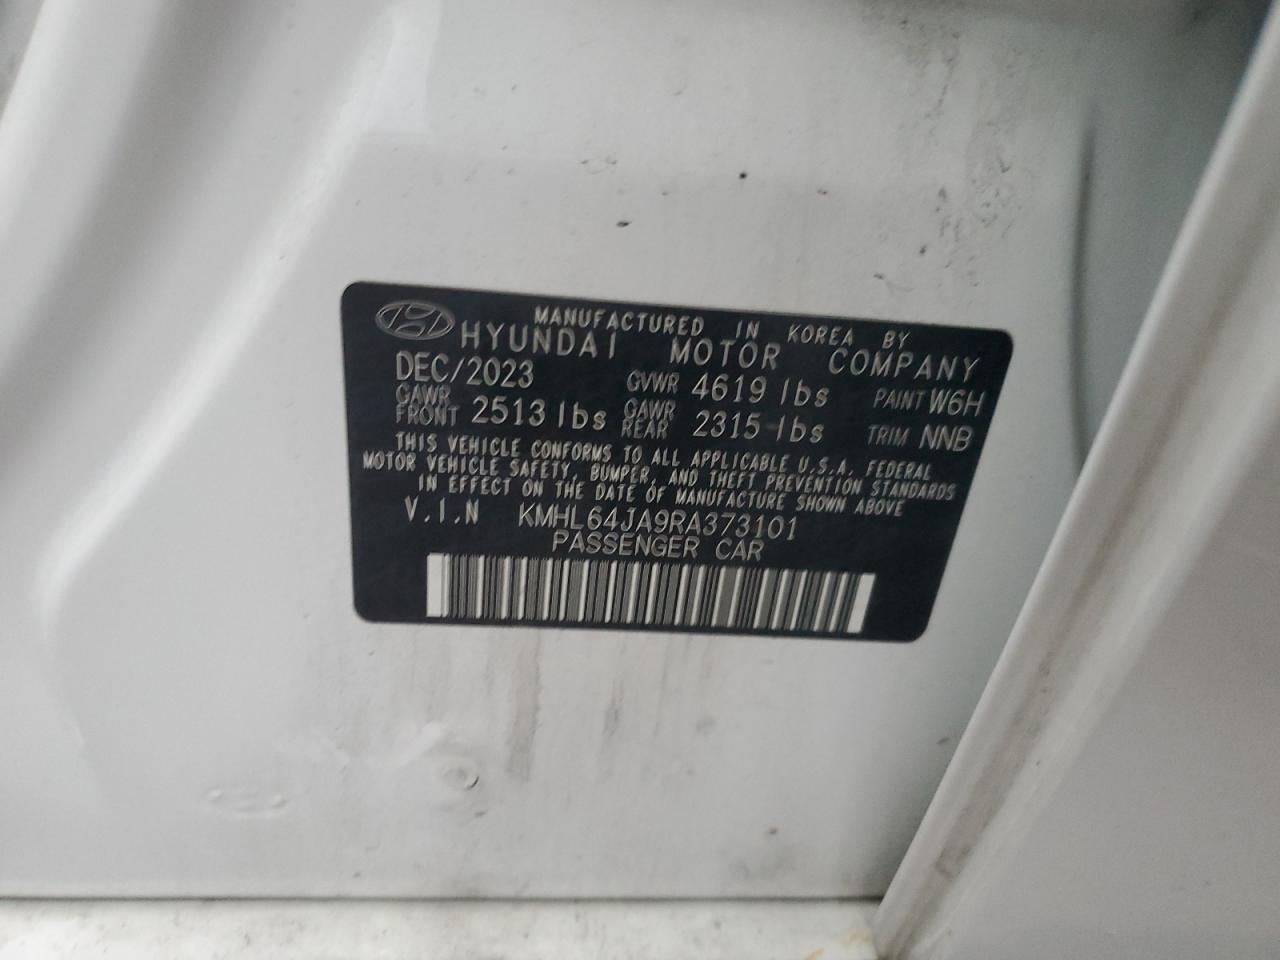 MANUFACTURED IN KOREA BY
HYUNDAI MOTOR COMPANY
DEC/2023 GVWR 4619 lbs PAINT W6H
GAWR FRONT 2513 lbs GAWR REAR 2315 lbs TRIM NNB
THIS VEHICLE CONFORMS TO ALL APPLICABLE U.S.A. FEDERAL
MOTOR VEHICLE SAFETY, BUMPER, AND THEFT PREVENTION STANDARDS
IN EFFECT ON THE DATE OF MANUFACTURE SHOWN ABOVE
V.I.N KMHL64JA9RA373101
PASSENGER CAR